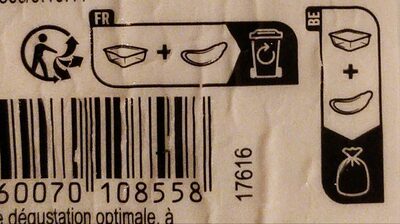 FR
BE
+
+
60070 108558
17616
e dégustation optimale, à